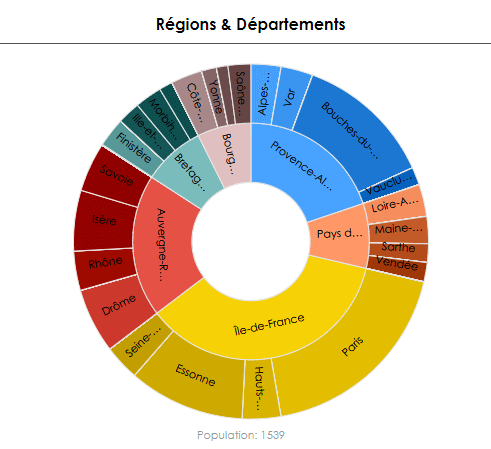 Régions & Départements
Alpes-...
Var
Bouches-du-...
Vauclu...
Loire-A...
Maine-...
Sarthe
Vendée
Paris
Hauts-...
Essonne
Seine-...
Drôme
Rhône
Isère
Savoie
Finistère
Ille-et-...
Morbih...
Côte-...
Yonne
Saône...
Provence-Al...
Pays d...
Île-de-France
Auvergne-R...
Bretag...
Bourg...
Population: 1539